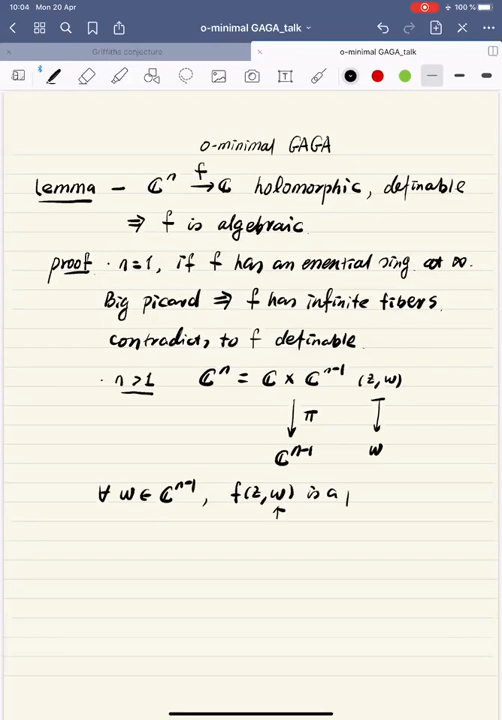 10:04 Mon 20 Apr
100 %
o-minimal GAGA_talk
Griffiths conjecture
o-minimal GAGA_talk
o-minimal GAGA
Lemma - ℂⁿ →^f ℂ holomorphic, definable
⇒ f is algebraic.
proof · n=1, if f has an essential sing at ∞.
Big picard ⇒ f has infinite fibers.
contradicts to f definable.
· n>1 ℂⁿ = ℂ × ℂⁿ⁻¹ (z,w)
↓ π ↧
ℂⁿ⁻¹ w
∀ w ∈ ℂⁿ⁻¹, f(z,w) is a
↑